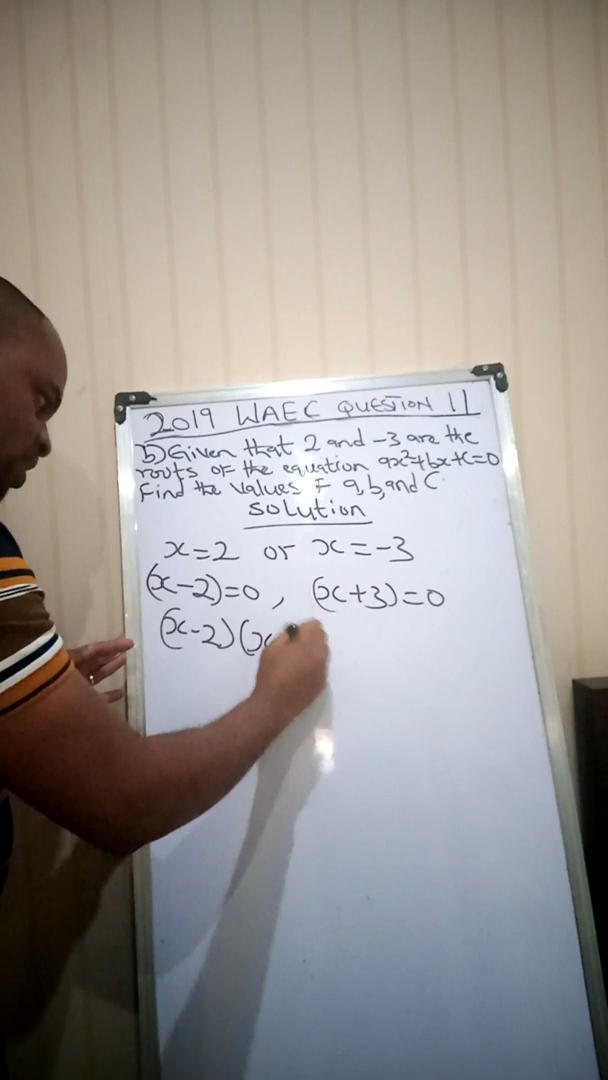 2019 WAEC QUESTION 11
b) Given that 2 and -3 are the
roots of the equation ax²+bx+c=0
Find the values of a, b, and C.
Solution
x=2 or x=-3
(x-2)=0, (x+3)=0
(x-2)(x